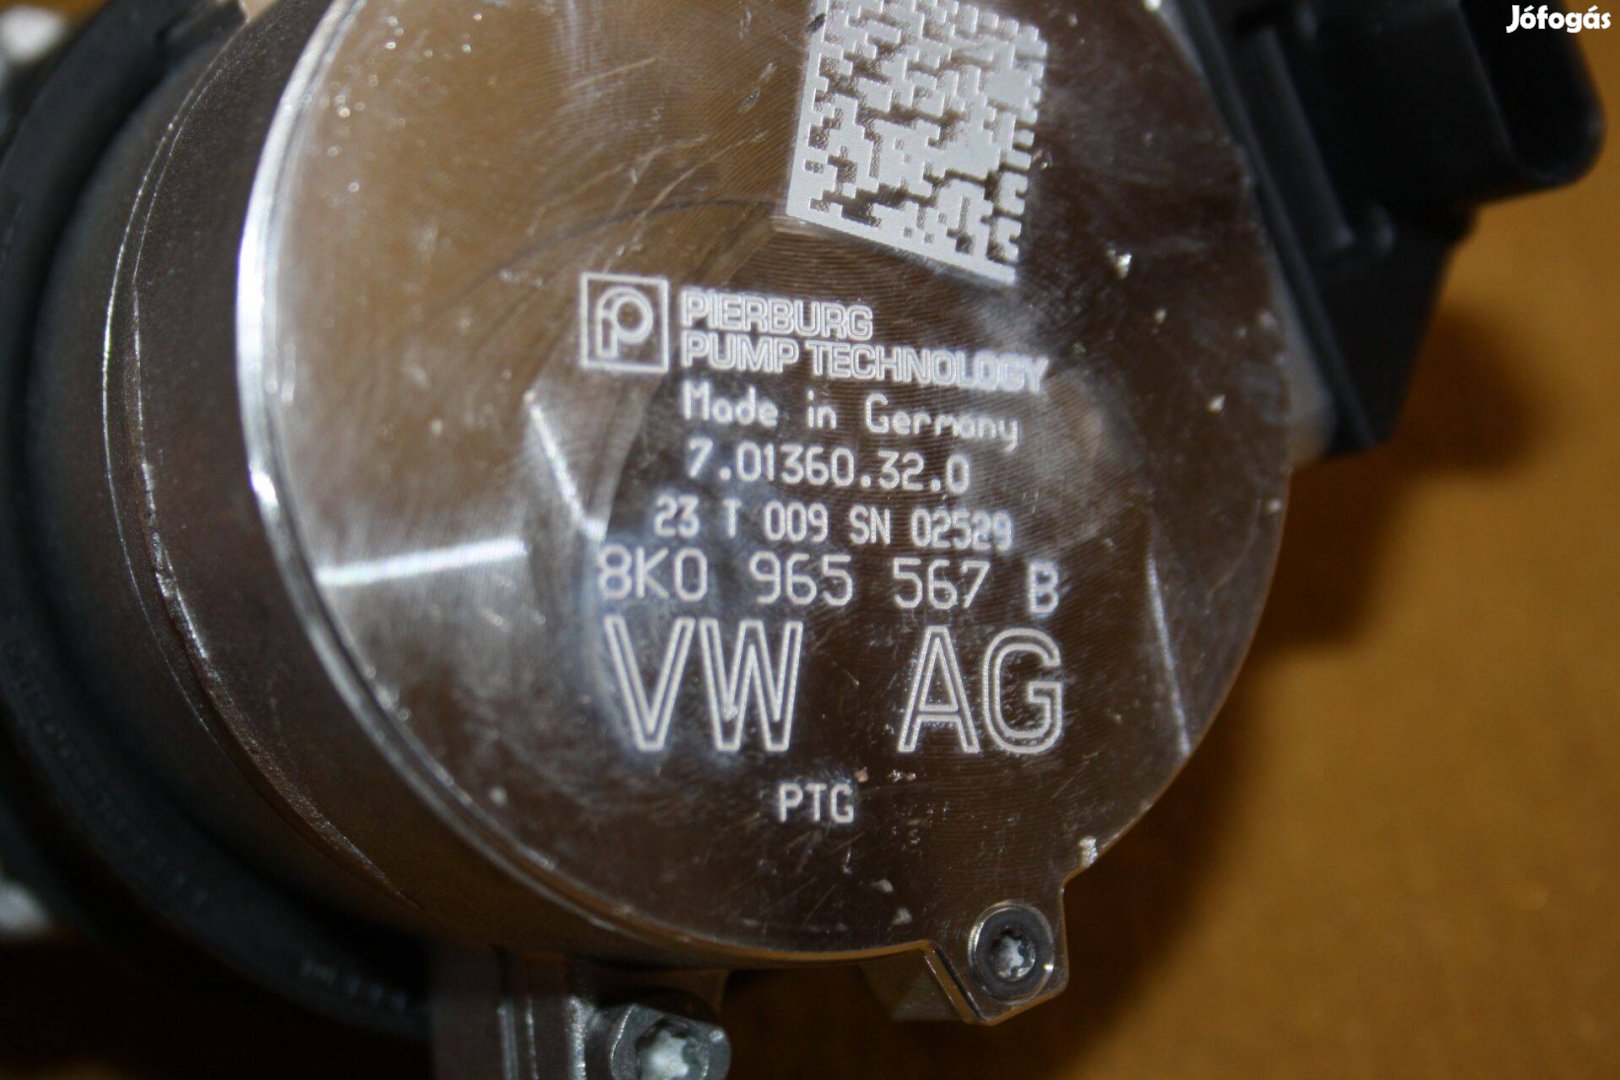 Jófogás
PIERBURG
PUMP TECHNOLOGY
Made in Germany
7.01360.32.0
23 T 009 SN 02529
8K0 965 567 B
VW AG
PTG